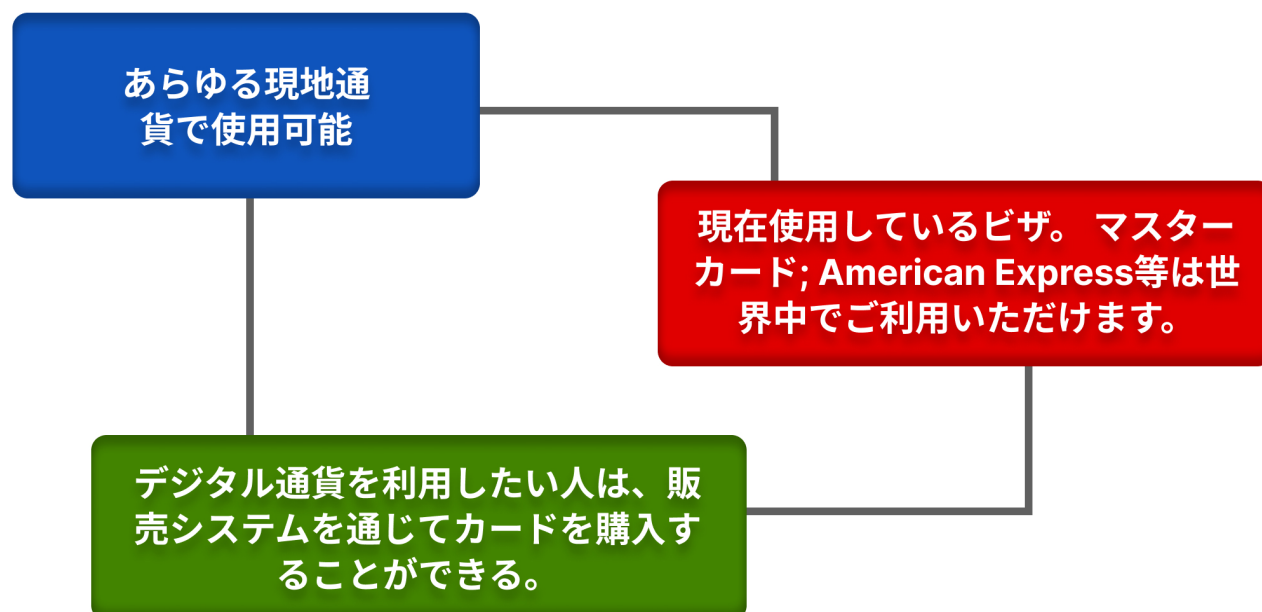 あらゆる現地通
貨で使用可能
現在使用しているビザ。 マスター
カード; American Express等は世
界中でご利用いただけます。
デジタル通貨を利用したい人は、販
売システムを通じてカードを購入す
ることができる。